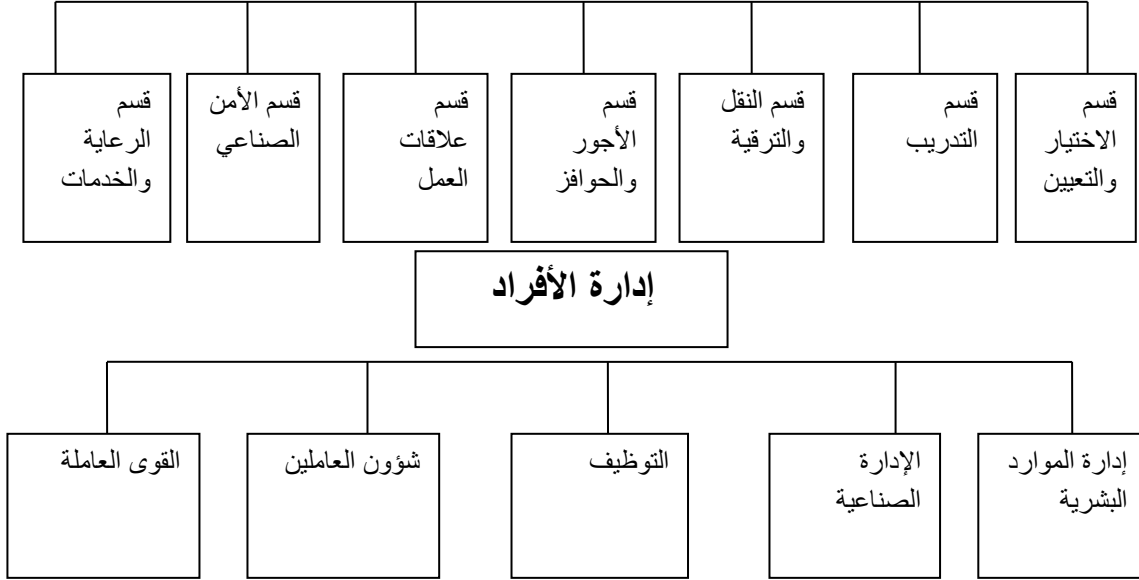 قسم
الاختيار
والتعيين
قسم
التدريب
قسم النقل
والترقية
قسم
الأجور
والحوافز
قسم
علاقات
العمل
قسم الأمن
الصناعي
قسم
الرعاية
والخدمات
إدارة الأفراد
إدارة الموارد
البشرية
الإدارة
الصناعية
التوظيف
شؤون العاملين
القوى العاملة